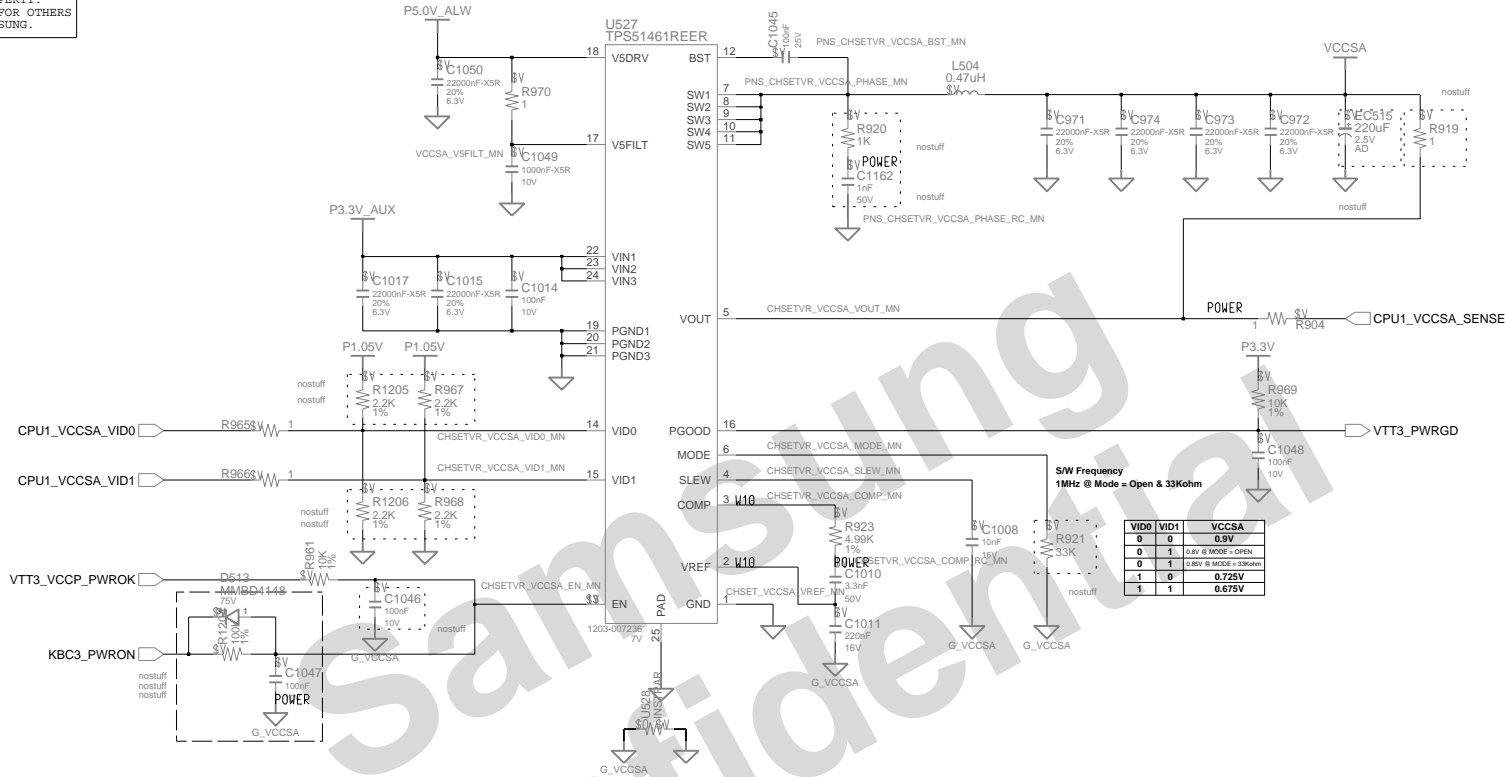 PERTY.
FOR OTHERS
SUNG.
P5.0V_ALW
U527
TPS51461REER
18 V5DRV
BST 12
$V
C1050
22000nF-X5R
20%
6.3V
$V
R970
1
17 V5FILT
VCCSA_V5FILT_MN
$V
C1049
1000nF-X5R
10V
$V
C1045
100nF
25V
PNS_CHSETVR_VCCSA_BST_MN
PNS_CHSETVR_VCCSA_PHASE_MN
L504
0.47uH
$V
SW1 7
SW2 8
SW3 9
SW4 10
SW5 11
$V
R920
1K
nostuff
$V
POWER
C1162
1nF
50V
nostuff
PNS_CHSETVR_VCCSA_PHASE_RC_MN
VCCSA
nostuff
$V
C971
22000nF-X5R
20%
6.3V
$V
C974
22000nF-X5R
20%
6.3V
$V
C973
22000nF-X5R
20%
6.3V
$V
C972
22000nF-X5R
20%
6.3V
$V
EC515
220uF
2.5V
AD
nostuff
$V
R919
1
P3.3V_AUX
22 VIN1
23 VIN2
24 VIN3
$V
C1017
22000nF-X5R
20%
6.3V
$V
C1015
22000nF-X5R
20%
6.3V
$V
C1014
100nF
10V
19 PGND1
20 PGND2
21 PGND3
VOUT 5
CHSETVR_VCCSA_VOUT_MN
POWER
1
$V
R904
CPU1_VCCSA_SENSE
P1.05V
P1.05V
nostuff
nostuff
$V
R1205
2.2K
1%
$V
R967
2.2K
1%
CPU1_VCCSA_VID0
R965
$V
1
CHSETVR_VCCSA_VID0_MN
14 VID0
CPU1_VCCSA_VID1
R966
$V
1
CHSETVR_VCCSA_VID1_MN
15 VID1
nostuff
nostuff
$V
R1206
2.2K
1%
$V
R968
2.2K
1%
P3.3V
$V
R969
10K
1%
PGOOD 16
VTT3_PWRGD
$V
C1048
100nF
10V
MODE 6
CHSETVR_VCCSA_MODE_MN
SLEW 4
CHSETVR_VCCSA_SLEW_MN
COMP 3
W10
CHSETVR_VCCSA_COMP_MN
S/W Frequency
1MHz @ Mode = Open & 33Kohm
$V
R923
4.99K
1%
CHSETVR_VCCSA_COMP_RC_MN
VREF 2
W10
POWER
C1010
3.3nF
50V
CHSET_VCCSA_VREF_MN
GND 1
$V
C1011
220nF
16V
G_VCCSA
$V
C1008
10nF
16V
G_VCCSA
$V
R921
33K
nostuff
G_VCCSA
VID0 VID1 VCCSA
0 0 0.9V
0 1 0.8V @ MODE = OPEN
0 1 0.85V @ MODE = 33Kohm
1 0 0.725V
1 1 0.675V
VTT3_VCCP_PWROK
R961
10K
1%
$V
CHSETVR_VCCSA_EN_MN
$V
C1046
100nF
10V
nostuff
G_VCCSA
13 EN
$V
1203-007236
7V
PAD
25
D513
MMBD4148
75V
1%
KBC3_PWRON
nostuff
nostuff
nostuff
$V
C1047
100nF
POWER
G_VCCSA
U528
INSTPAR
$V
G_VCCSA
Samsung
Confidential